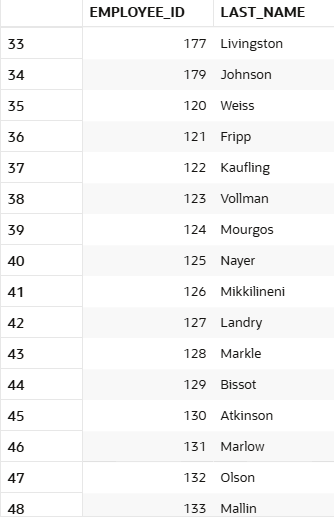 EMPLOYEE_ID LAST_NAME
33 177 Livingston
34 179 Johnson
35 120 Weiss
36 121 Fripp
37 122 Kaufling
38 123 Vollman
39 124 Mourgos
40 125 Nayer
41 126 Mikkilineni
42 127 Landry
43 128 Markle
44 129 Bissot
45 130 Atkinson
46 131 Marlow
47 132 Olson
48 133 Mallin